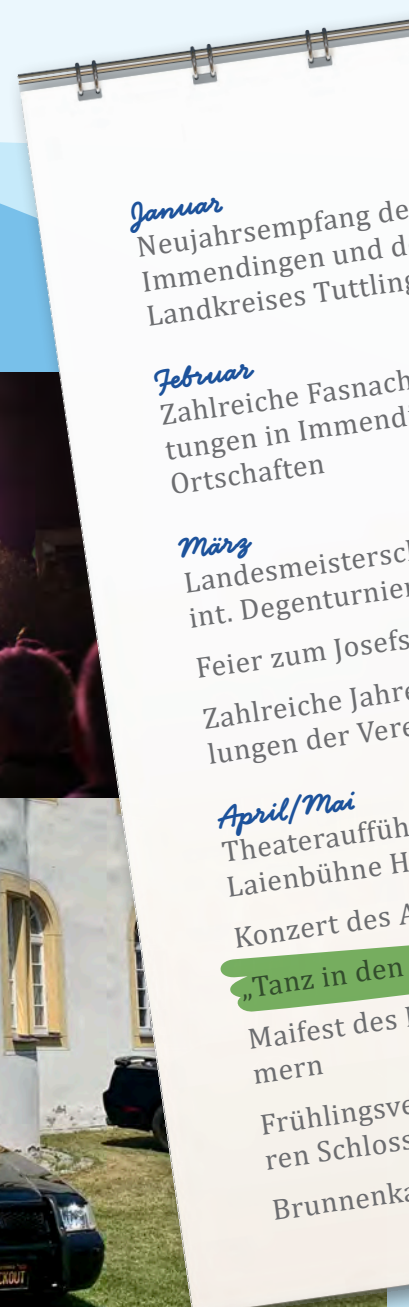 Januar
Neujahrsempfang de
Immendingen und d
Landkreises Tuttling
Februar
Zahlreiche Fasnach
tungen in Immend
Ortschaften
März
Landesmeistersch
int. Degenturnier
Feier zum Josefs
Zahlreiche Jahre
lungen der Vere
April/Mai
Theateraufführ
Laienbühne H
Konzert des A
„Tanz in den
Maifest des
mern
Frühlingsve
ren Schloss
Brunnenka